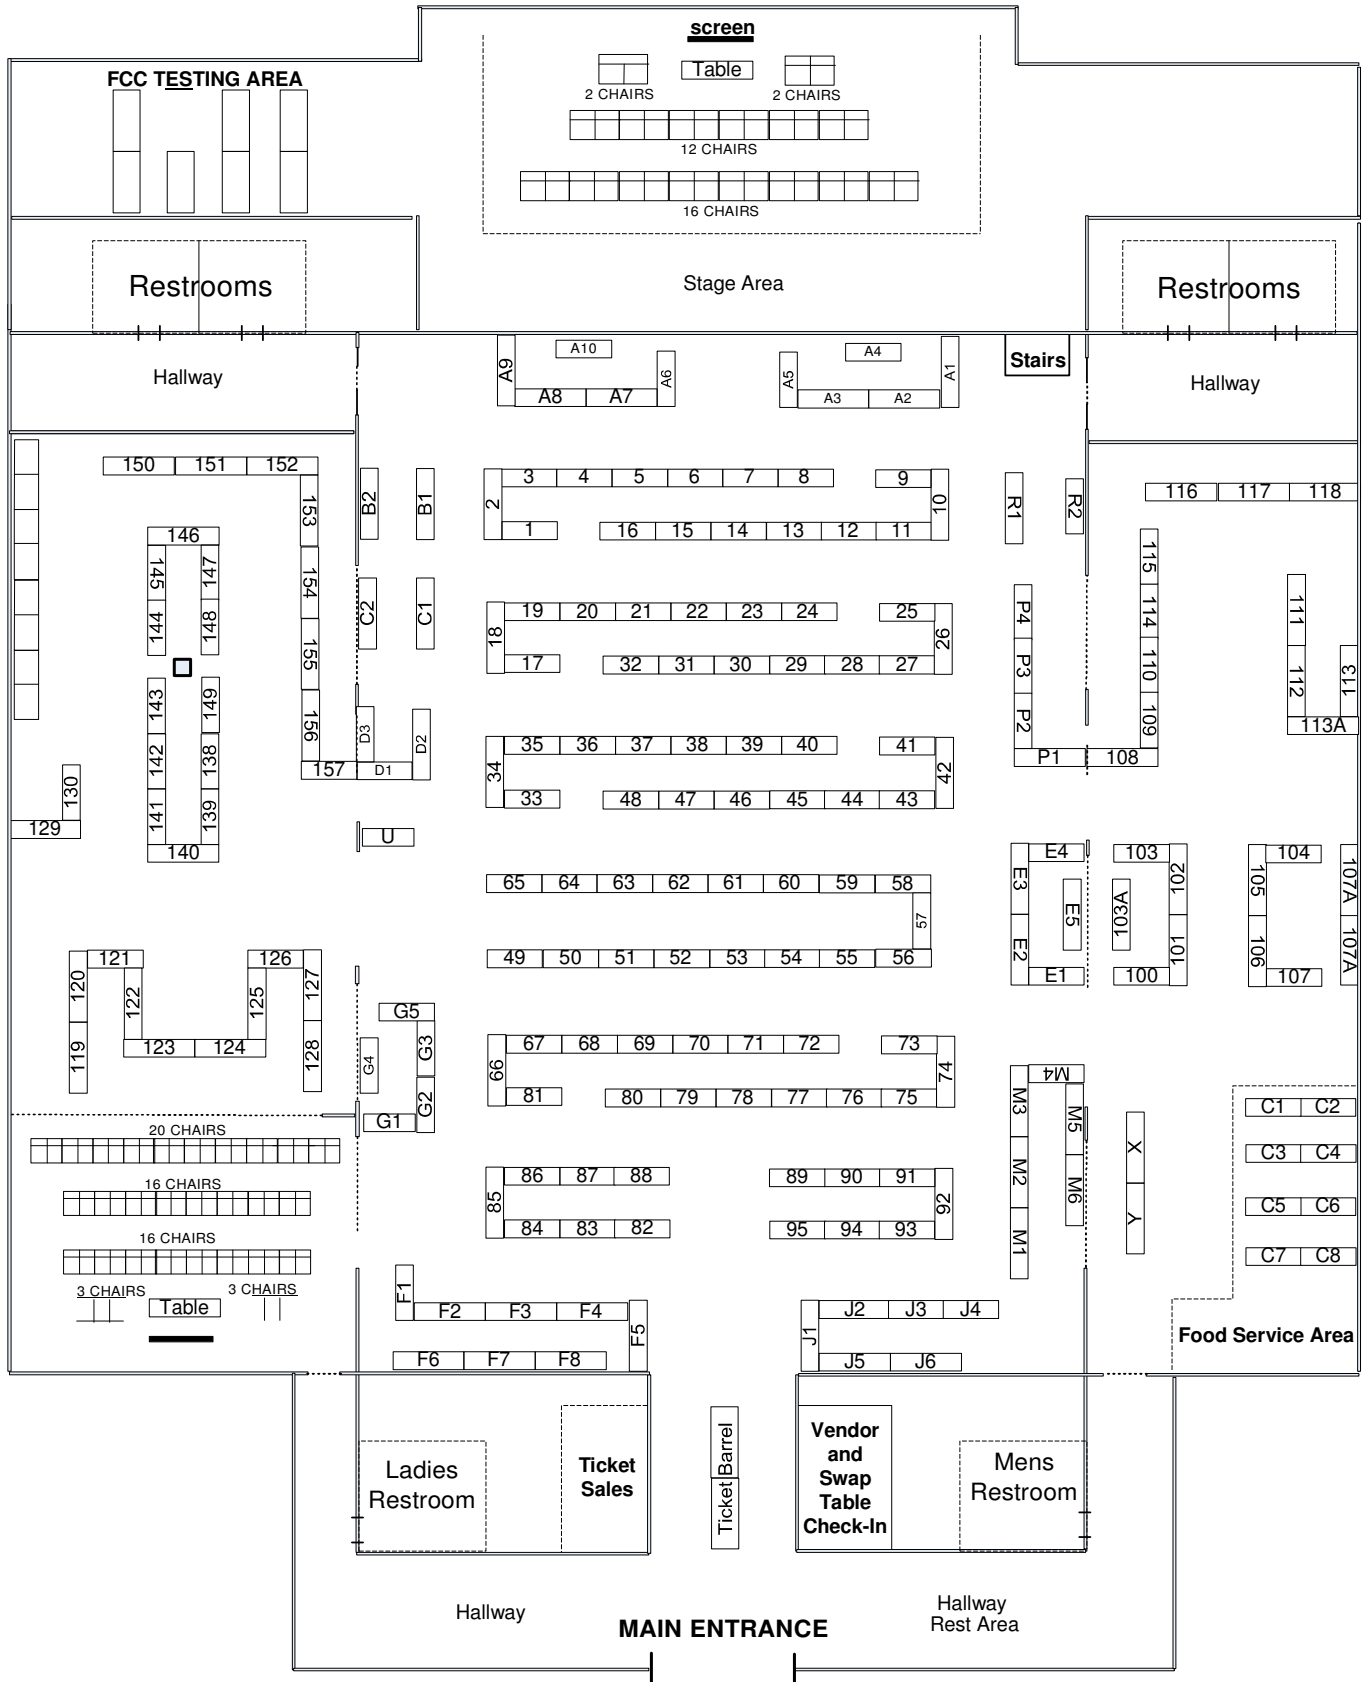 screen
FCC TESTING AREA
Table
2 CHAIRS
2 CHAIRS
12 CHAIRS
16 CHAIRS
Restrooms
Stage Area
Restrooms
Hallway
A9
A10
A6
A8
A7
A5
A4
A1
A3
A2
Stairs
Hallway
150
151
152
153
154
155
156
157
146
145
147
144
148
143
149
142
138
141
139
140
130
129
B2
B1
C2
C1
D3
D2
D1
U
2
3
4
5
6
7
8
9
10
1
16
15
14
13
12
11
18
19
20
21
22
23
24
25
26
17
32
31
30
29
28
27
34
35
36
37
38
39
40
41
42
33
48
47
46
45
44
43
65
64
63
62
61
60
59
58
57
49
50
51
52
53
54
55
56
66
67
68
69
70
71
72
73
74
81
80
79
78
77
76
75
85
86
87
88
89
90
91
92
84
83
82
95
94
93
R1
R2
P4
P3
P2
P1
108
115
114
110
109
116
117
118
111
112
113
113A
E4
E3
E5
E2
E1
103
102
103A
101
100
104
105
106
107
107A
107A
121
120
122
119
123
124
125
126
127
128
G5
G3
G4
G2
G1
M4
M3
M5
M2
M6
M1
X
Y
C1
C2
C3
C4
C5
C6
C7
C8
Food Service Area
20 CHAIRS
16 CHAIRS
16 CHAIRS
3 CHAIRS
3 CHAIRS
Table
F1
F2
F3
F4
F5
F6
F7
F8
J1
J2
J3
J4
J5
J6
Ladies
Restroom
Ticket
Sales
Ticket Barrel
Vendor
and
Swap
Table
Check-In
Mens
Restroom
Hallway
MAIN ENTRANCE
Hallway
Rest Area